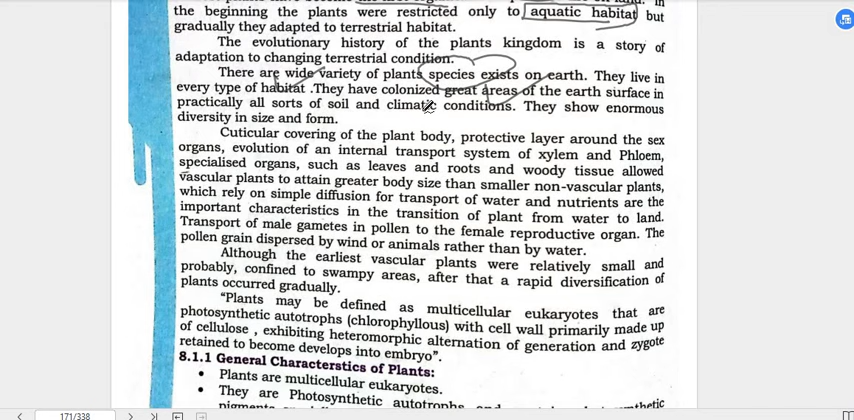 the beginning the plants were restricted only to aquatic habitat but
gradually they adapted to terrestrial habitat.
The evolutionary history of the plants kingdom is a story of
adaptation to changing terrestrial condition.
There are wide variety of plants species exists on earth. They live in
every type of habitat .They have colonized great areas of the earth surface in
practically all sorts of soil and climatic conditions. They show enormous
diversity in size and form.
Cuticular covering of the plant body, protective layer around the sex
organs, evolution of an internal transport system of xylem and Phloem,
specialised organs, such as leaves and roots and woody tissue allowed
vascular plants to attain greater body size than smaller non-vascular plants,
which rely on simple diffusion for transport of water and nutrients are the
important characteristics in the transition of plant from water to land.
Transport of male gametes in pollen to the female reproductive organ. The
pollen grain dispersed by wind or animals rather than by water.
Although the earliest vascular plants were relatively small and
probably, confined to swampy areas, after that a rapid diversification of
plants occurred gradually.
"Plants may be defined as multicellular eukaryotes that are
photosynthetic autotrophs (chlorophyllous) with cell wall primarily made up
of cellulose , exhibiting heteromorphic alternation of generation and zygote
retained to become develops into embryo".
8.1.1 General Characterstics of Plants:
• Plants are multicellular eukaryotes.
• They are Photosynthetic autotrophs
171/338